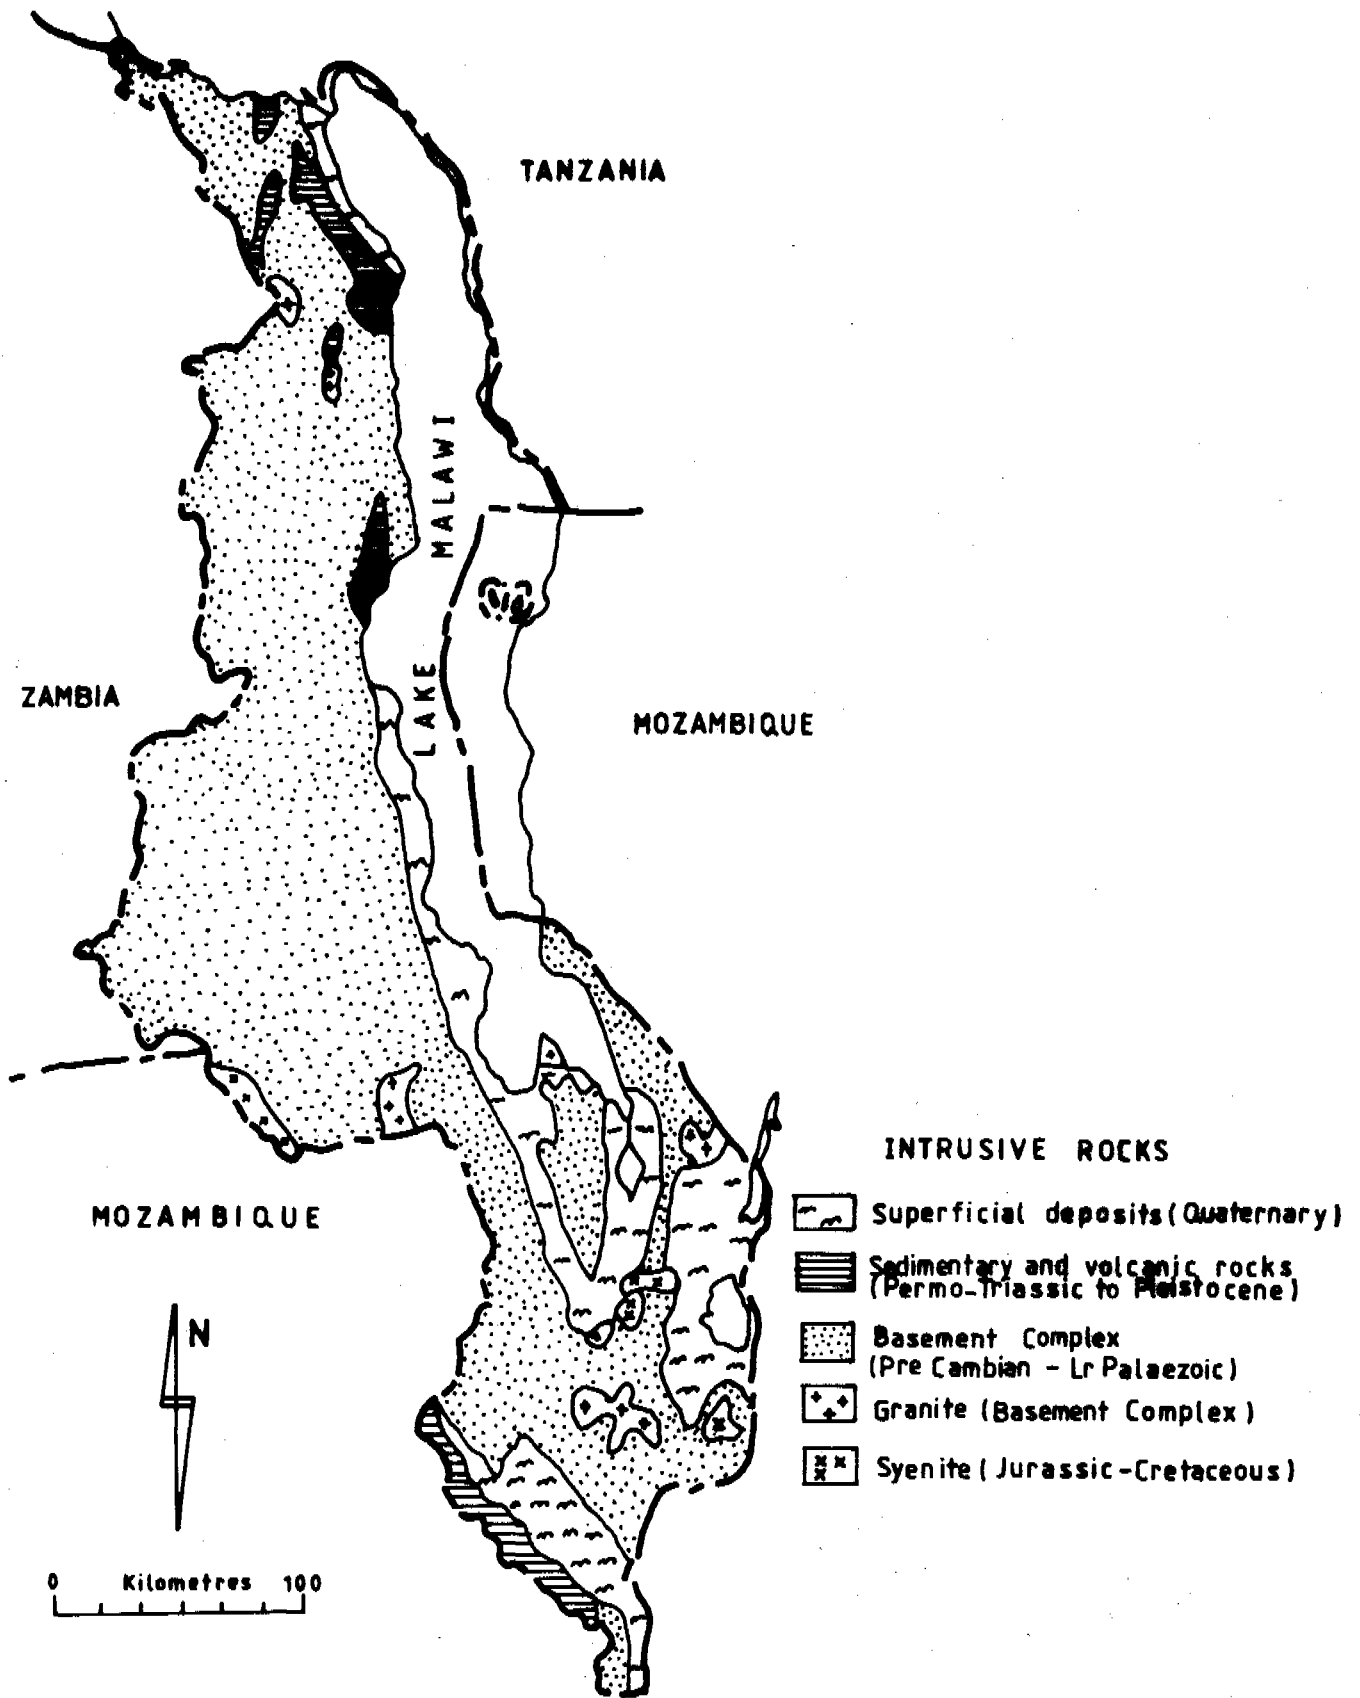 TANZANIA
LAKE MALAWI
ZAMBIA
MOZAMBIQUE
MOZAMBIQUE
N
0 Kilometres 100
INTRUSIVE ROCKS
Superficial deposits (Quaternary)
Sedimentary and volcanic rocks
(Permo-Triassic to Pleistocene)
Basement Complex
(Pre Cambian - Lr Palaezoic)
Granite (Basement Complex)
Syenite (Jurassic-Cretaceous)